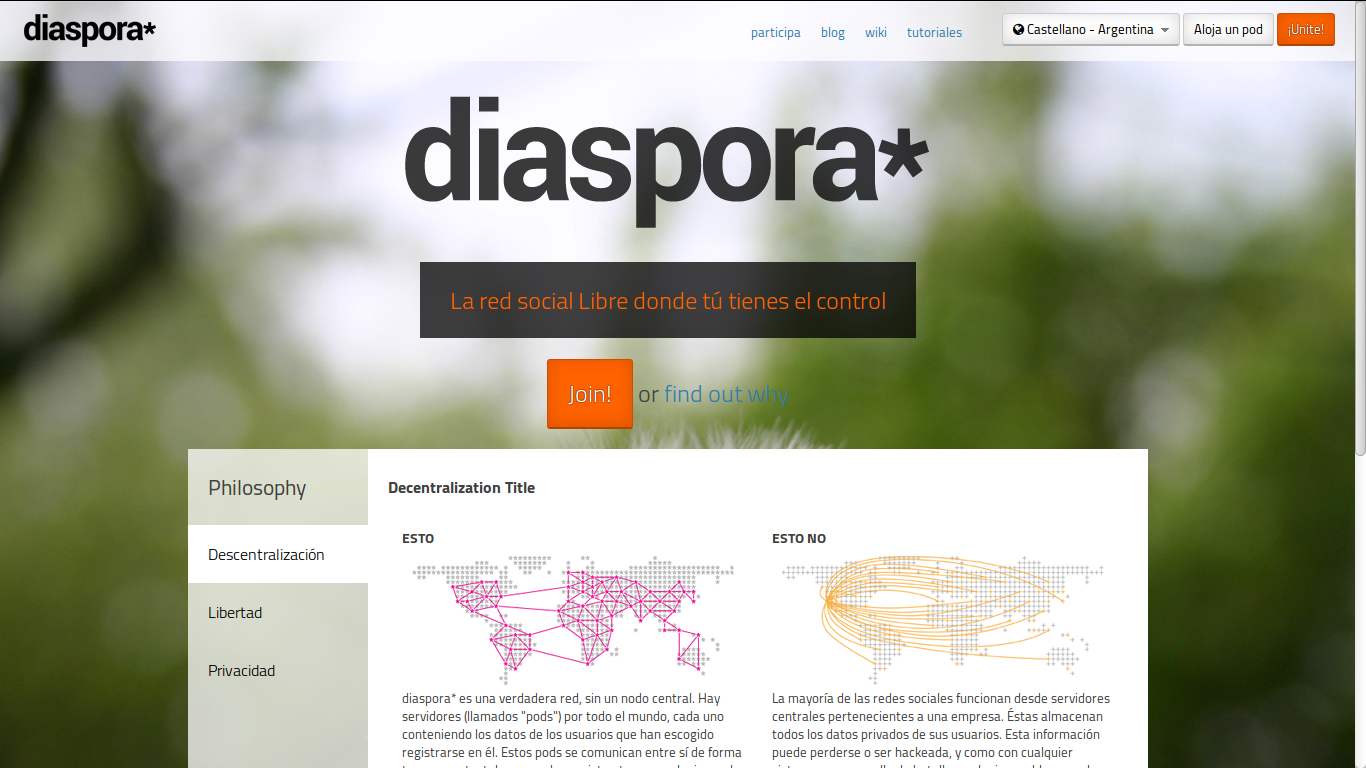 diaspora*
participa
blog
wiki
tutoriales
Castellano - Argentina
Aloja un pod
¡Unite!
diaspora*
La red social Libre donde tú tienes el control
Join! or find out why
Philosophy
Descentralización
Libertad
Privacidad
Decentralization Title
ESTO
diaspora* es una verdadera red, sin un nodo central. Hay
servidores (llamados "pods") por todo el mundo, cada uno
conteniendo los datos de los usuarios que han escogido
registrarse en él. Estos pods se comunican entre sí de forma
ESTO NO
La mayoría de las redes sociales funcionan desde servidores
centrales pertenecientes a una empresa. Éstas almacenan
todos los datos privados de sus usuarios. Esta información
puede perderse o ser hackeada, y como con cualquier